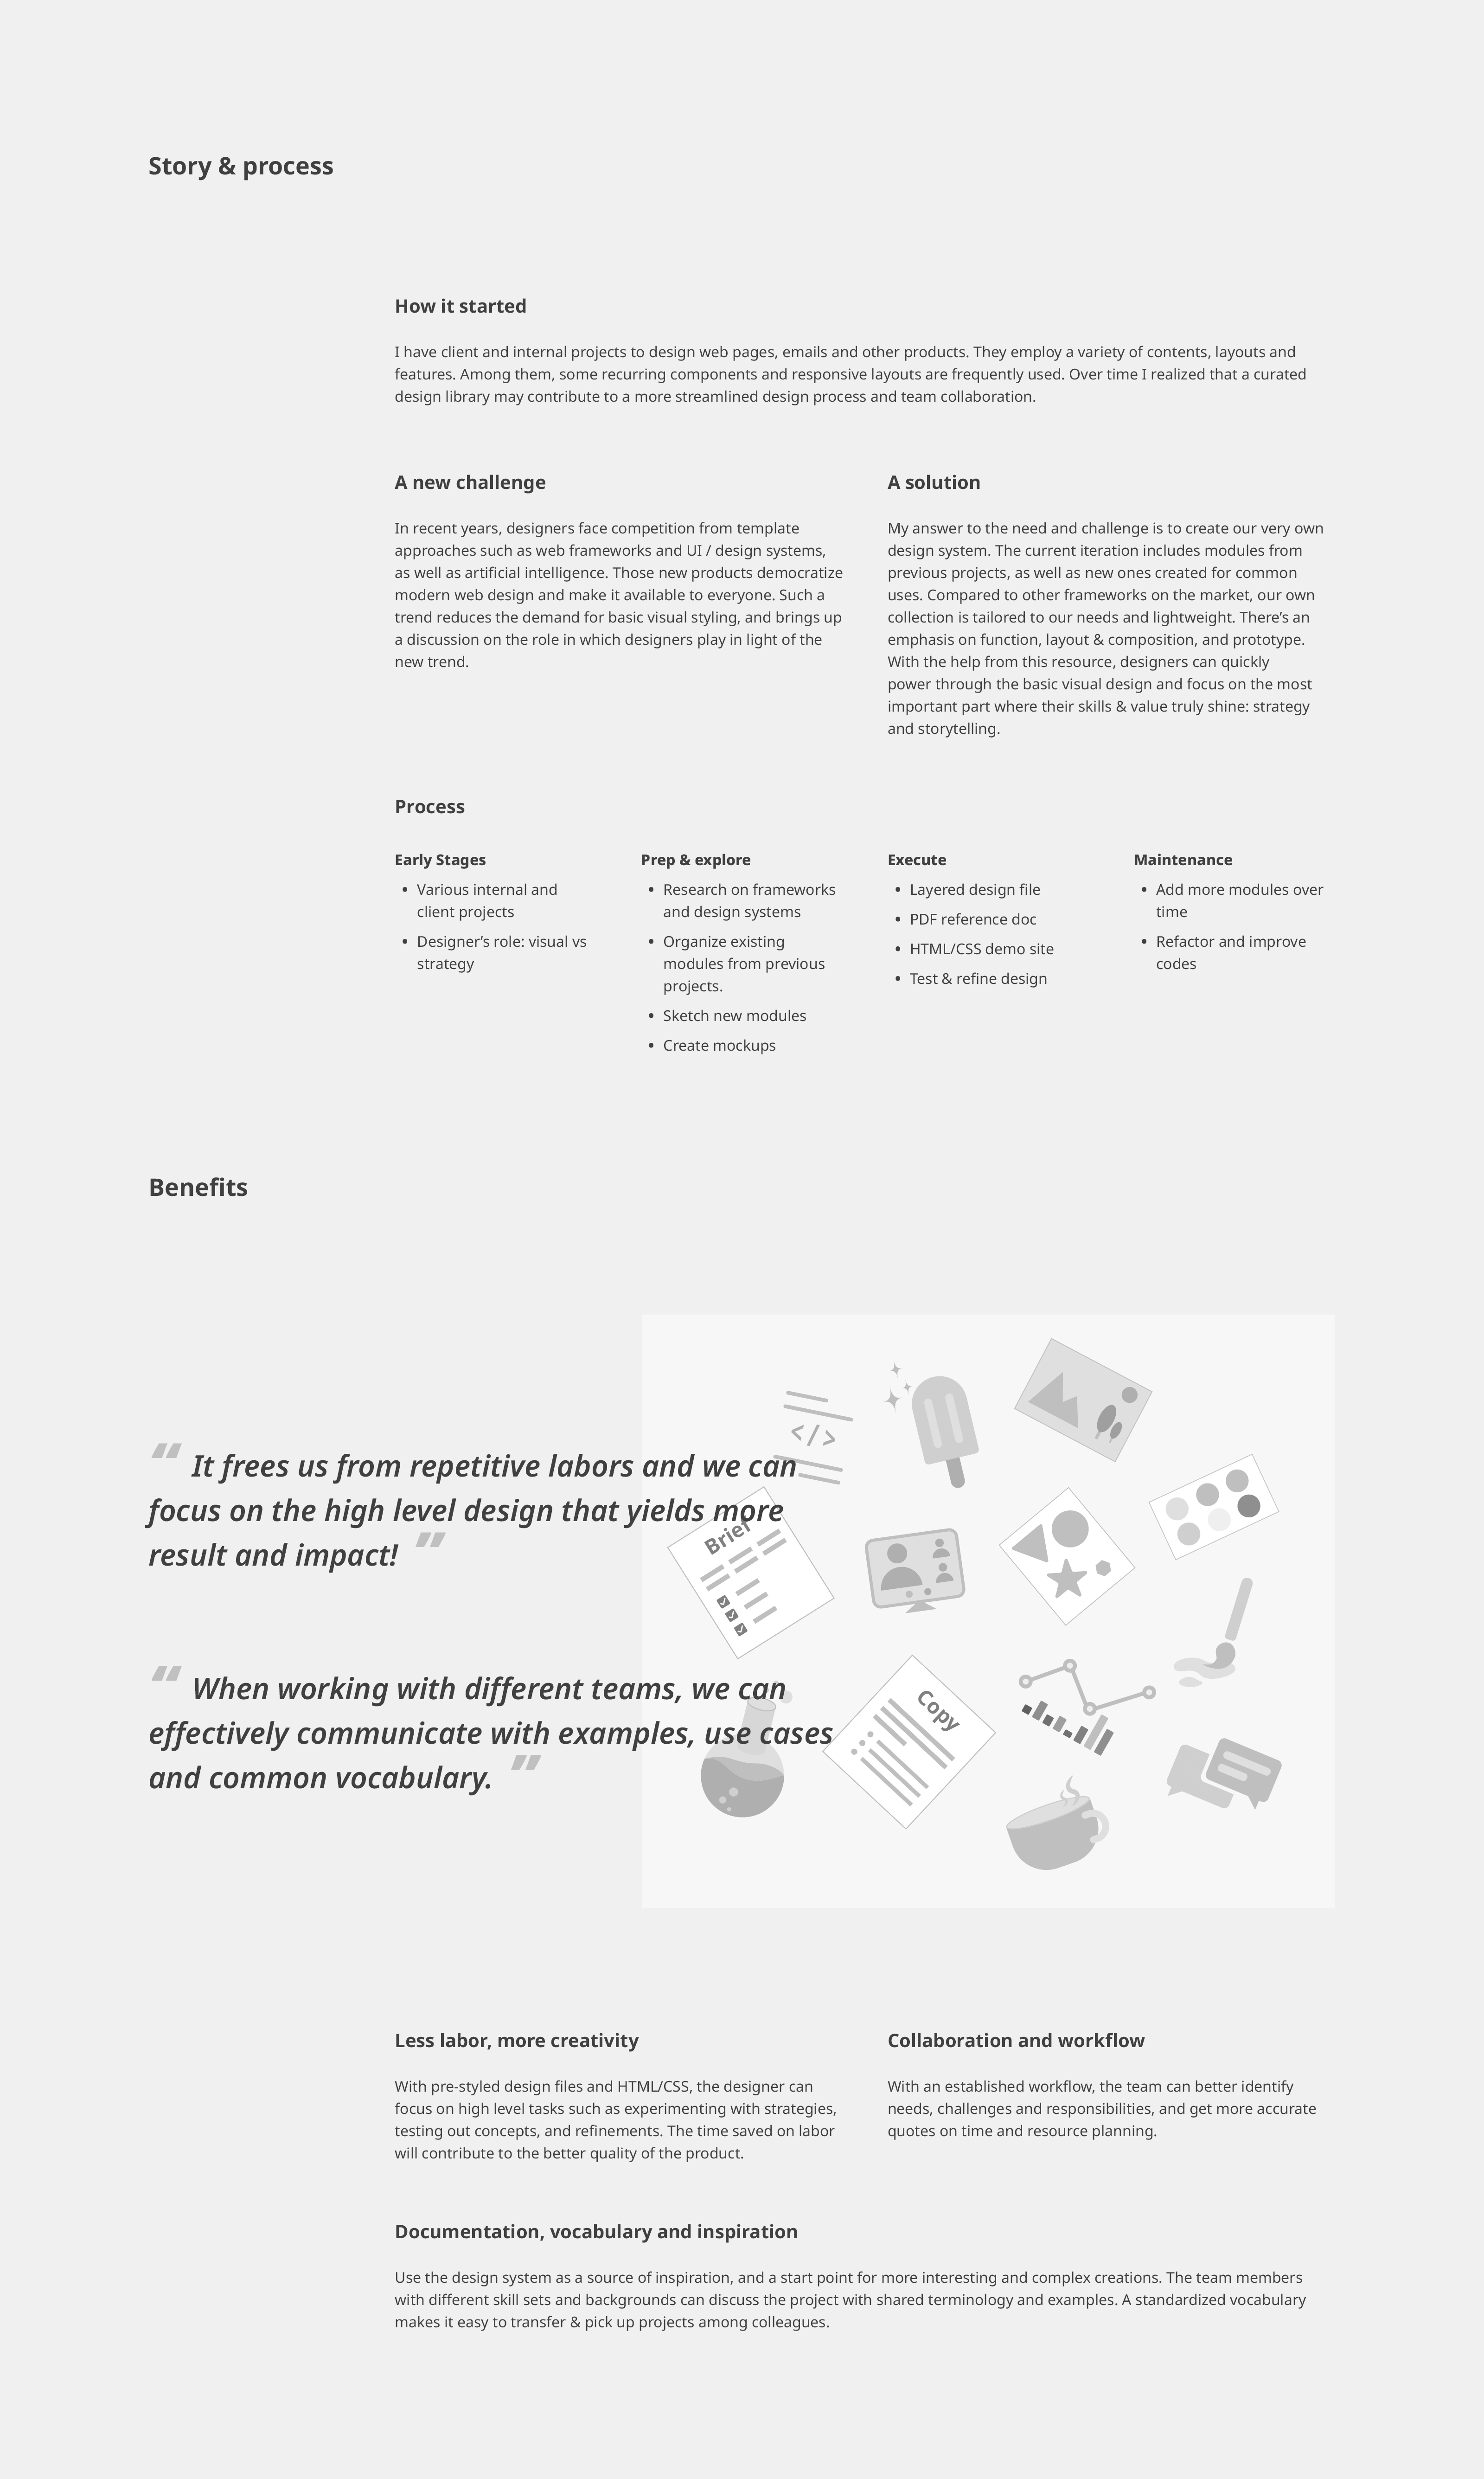 Story & process
How it started
I have client and internal projects to design web pages, emails and other products. They employ a variety of contents, layouts and
features. Among them, some recurring components and responsive layouts are frequently used. Over time I realized that a curated
design library may contribute to a more streamlined design process and team collaboration.
A new challenge
In recent years, designers face competition from template
approaches such as web frameworks and UI / design systems,
as well as artificial intelligence. Those new products democratize
modern web design and make it available to everyone. Such a
trend reduces the demand for basic visual styling, and brings up
a discussion on the role in which designers play in light of the
new trend.
A solution
My answer to the need and challenge is to create our very own
design system. The current iteration includes modules from
previous projects, as well as new ones created for common
uses. Compared to other frameworks on the market, our own
collection is tailored to our needs and lightweight. There’s an
emphasis on function, layout & composition, and prototype.
With the help from this resource, designers can quickly
power through the basic visual design and focus on the most
important part where their skills & value truly shine: strategy
and storytelling.
Process
Early Stages
• Various internal and
client projects
• Designer’s role: visual vs
strategy
Prep & explore
• Research on frameworks
and design systems
• Organize existing
modules from previous
projects.
• Sketch new modules
• Create mockups
Execute
• Layered design file
• PDF reference doc
• HTML/CSS demo site
• Test & refine design
Maintenance
• Add more modules over
time
• Refactor and improve
codes
Benefits
“ It frees us from repetitive labors and we can
focus on the high level design that yields more
result and impact! ”
“ When working with different teams, we can
effectively communicate with examples, use cases
and common vocabulary. ”
</>
Brief
Copy
Less labor, more creativity
With pre-styled design files and HTML/CSS, the designer can
focus on high level tasks such as experimenting with strategies,
testing out concepts, and refinements. The time saved on labor
will contribute to the better quality of the product.
Collaboration and workflow
With an established workflow, the team can better identify
needs, challenges and responsibilities, and get more accurate
quotes on time and resource planning.
Documentation, vocabulary and inspiration
Use the design system as a source of inspiration, and a start point for more interesting and complex creations. The team members
with different skill sets and backgrounds can discuss the project with shared terminology and examples. A standardized vocabulary
makes it easy to transfer & pick up projects among colleagues.